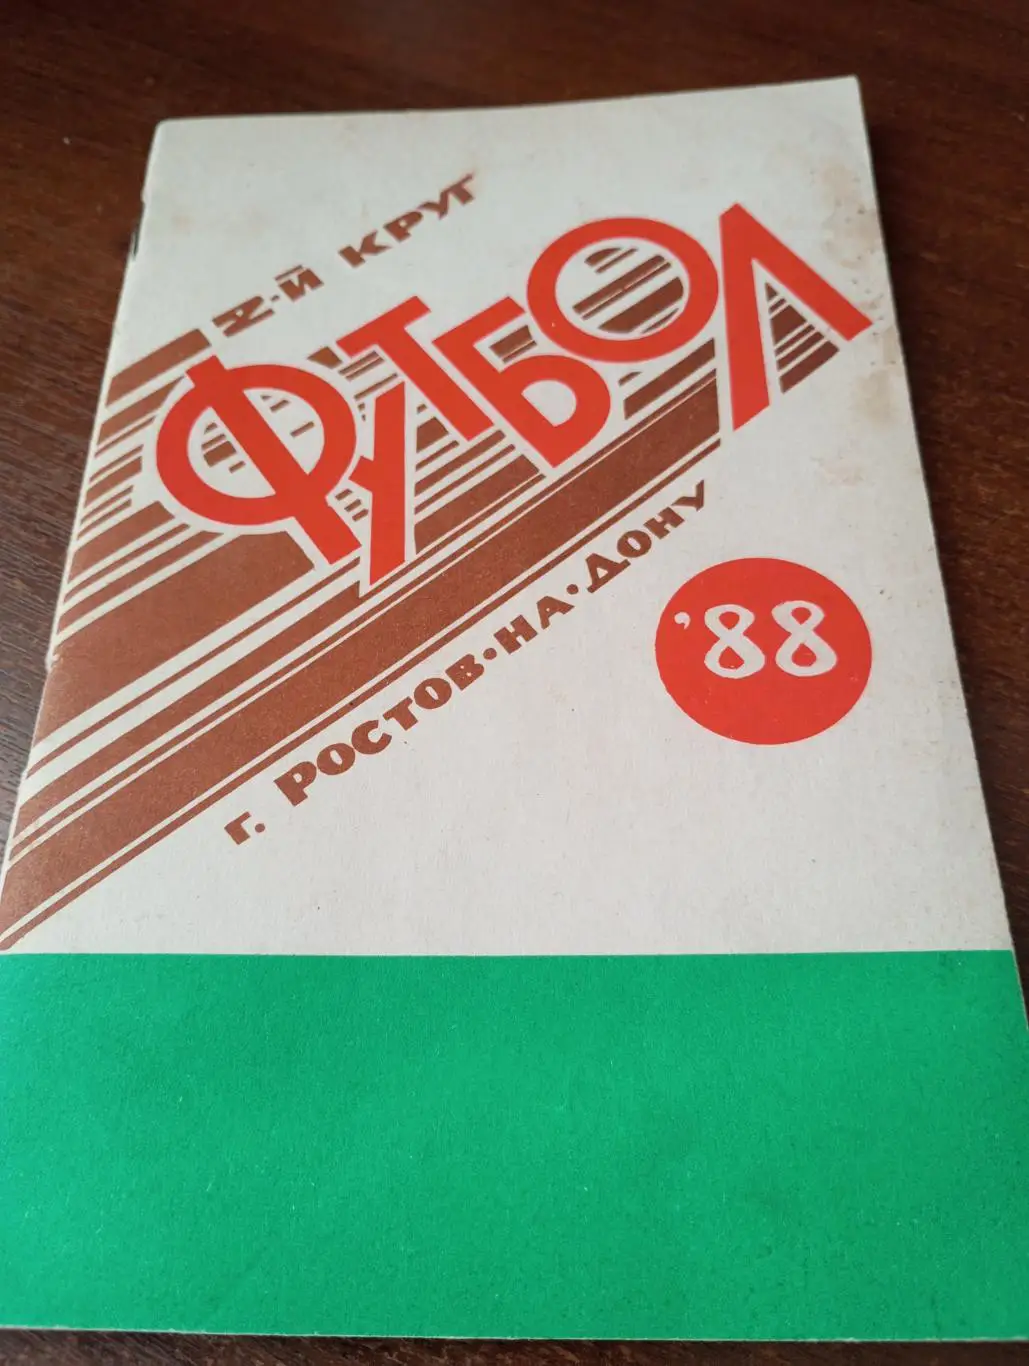 2-Й КРУГ
ФУТБОЛ
г. РОСТОВ·НА·ДОНУ
'88